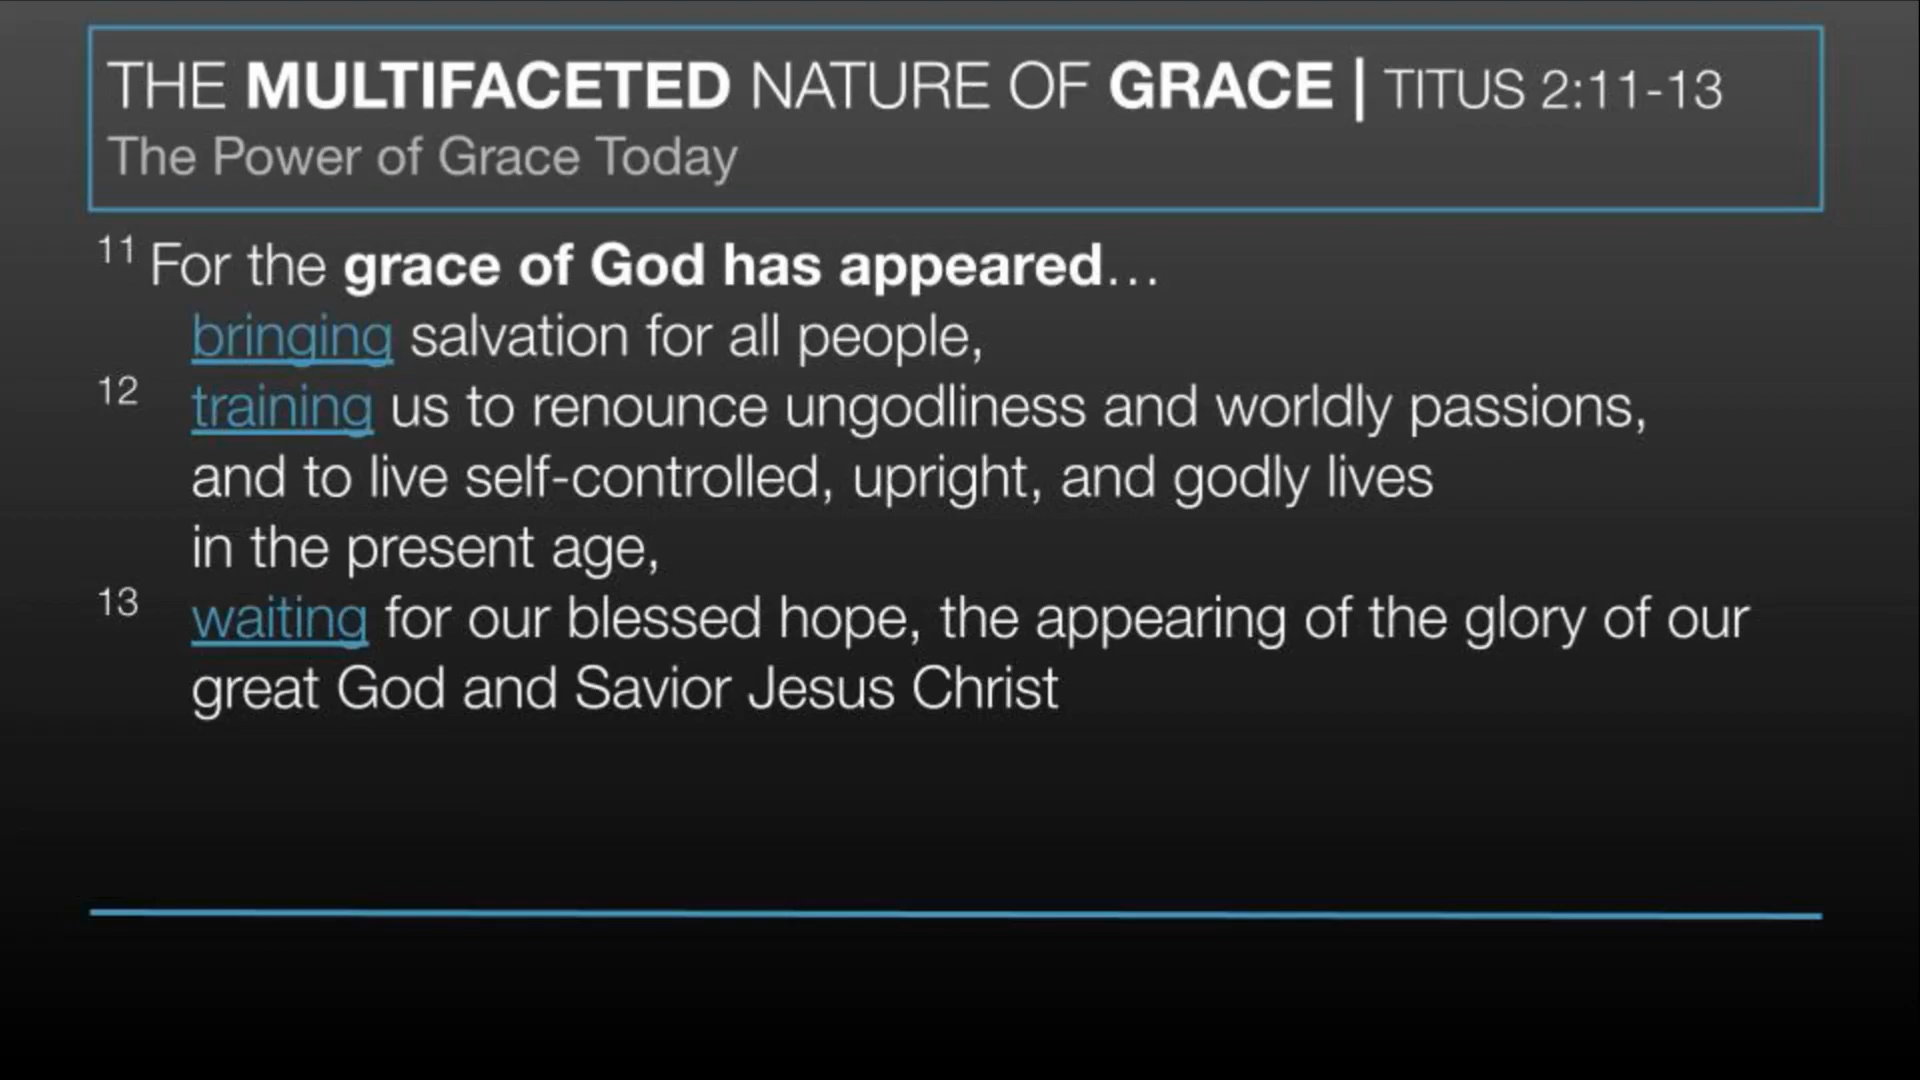 THE MULTIFACETED NATURE OF GRACE | TITUS 2:11-13
The Power of Grace Today
11 For the grace of God has appeared…
bringing salvation for all people,
12 training us to renounce ungodliness and worldly passions,
and to live self-controlled, upright, and godly lives
in the present age,
13 waiting for our blessed hope, the appearing of the glory of our
great God and Savior Jesus Christ